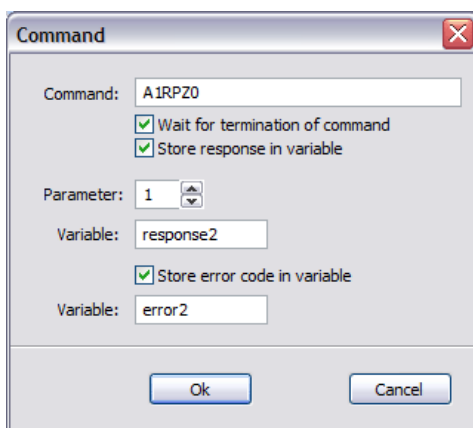 Command
Command: A1RPZ0
Wait for termination of command
Store response in variable
Parameter: 1
Variable: response2
Store error code in variable
Variable: error2
Ok Cancel